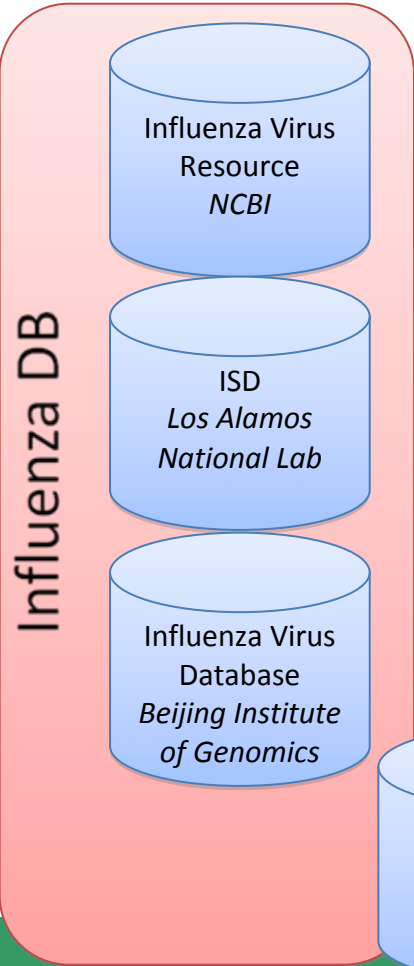 Influenza DB
Influenza Virus
Resource
NCBI
ISD
Los Alamos
National Lab
Influenza Virus
Database
Beijing Institute
of Genomics